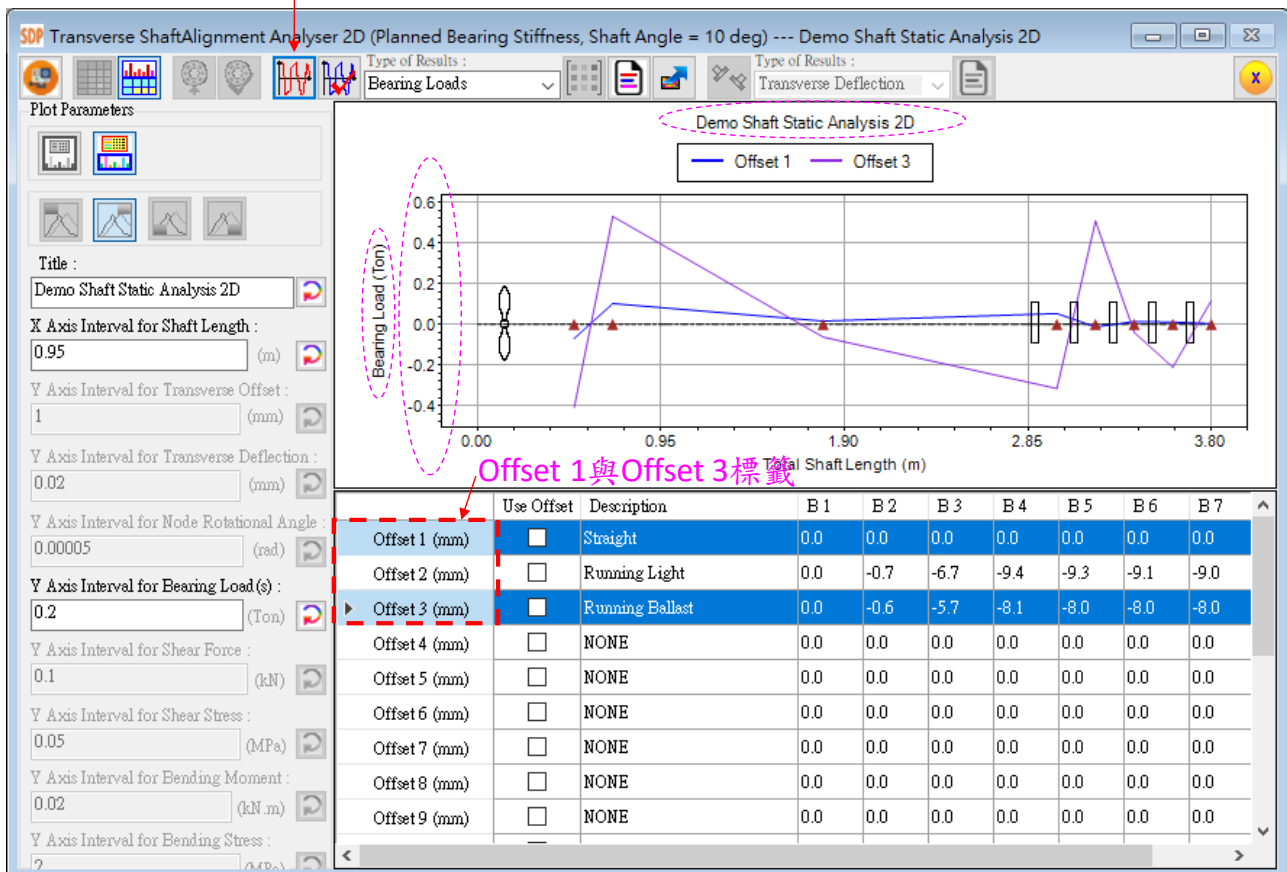 SDP Transverse ShaftAlignment Analyser 2D (Planned Bearing Stiffness, Shaft Angle = 10 deg) --- Demo Shaft Static Analysis 2D
Type of Results :
Bearing Loads
Type of Results :
Transverse Deflection
X
Plot Parameters
Title :
Demo Shaft Static Analysis 2D
X Axis Interval for Shaft Length :
0.95 (m)
Y Axis Interval for Transverse Offset :
1 (mm)
Y Axis Interval for Transverse Deflection :
0.02 (mm)
Y Axis Interval for Node Rotational Angle :
0.00005 (rad)
Y Axis Interval for Bearing Load(s) :
0.2 (Ton)
Y Axis Interval for Shear Force :
0.1 (kN)
Y Axis Interval for Shear Stress :
0.05 (MPa)
Y Axis Interval for Bending Moment :
0.02 (kN.m)
Y Axis Interval for Bending Stress :
2 (MPa)
Demo Shaft Static Analysis 2D
Offset 1 Offset 3
Bearing Load (Ton)
0.6
0.4
0.2
0.0
-0.2
-0.4
0.00 0.95 1.90 2.85 3.80
Total Shaft Length (m)
Offset 1與Offset 3標籤
Use Offset Description B 1 B 2 B 3 B 4 B 5 B 6 B 7
Offset 1 (mm) Straight 0.0 0.0 0.0 0.0 0.0 0.0 0.0
Offset 2 (mm) Running Light 0.0 -0.7 -6.7 -9.4 -9.3 -9.1 -9.0
Offset 3 (mm) Running Ballast 0.0 -0.6 -5.7 -8.1 -8.0 -8.0 -8.0
Offset 4 (mm) NONE 0.0 0.0 0.0 0.0 0.0 0.0 0.0
Offset 5 (mm) NONE 0.0 0.0 0.0 0.0 0.0 0.0 0.0
Offset 6 (mm) NONE 0.0 0.0 0.0 0.0 0.0 0.0 0.0
Offset 7 (mm) NONE 0.0 0.0 0.0 0.0 0.0 0.0 0.0
Offset 8 (mm) NONE 0.0 0.0 0.0 0.0 0.0 0.0 0.0
Offset 9 (mm) NONE 0.0 0.0 0.0 0.0 0.0 0.0 0.0